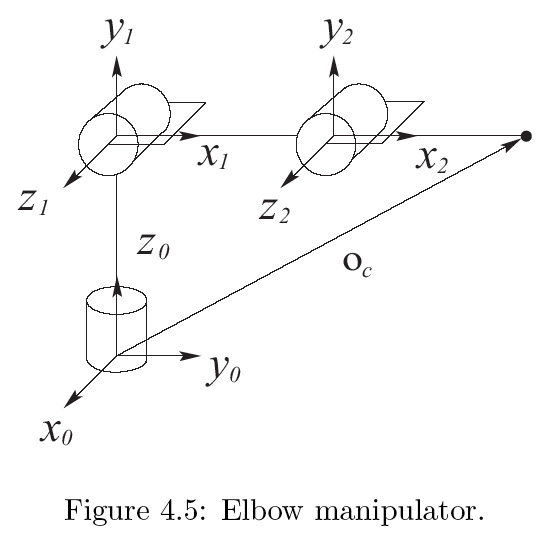 y1 y2
x1 x2
z1 z2
z0
oc
y0
x0
Figure 4.5: Elbow manipulator.